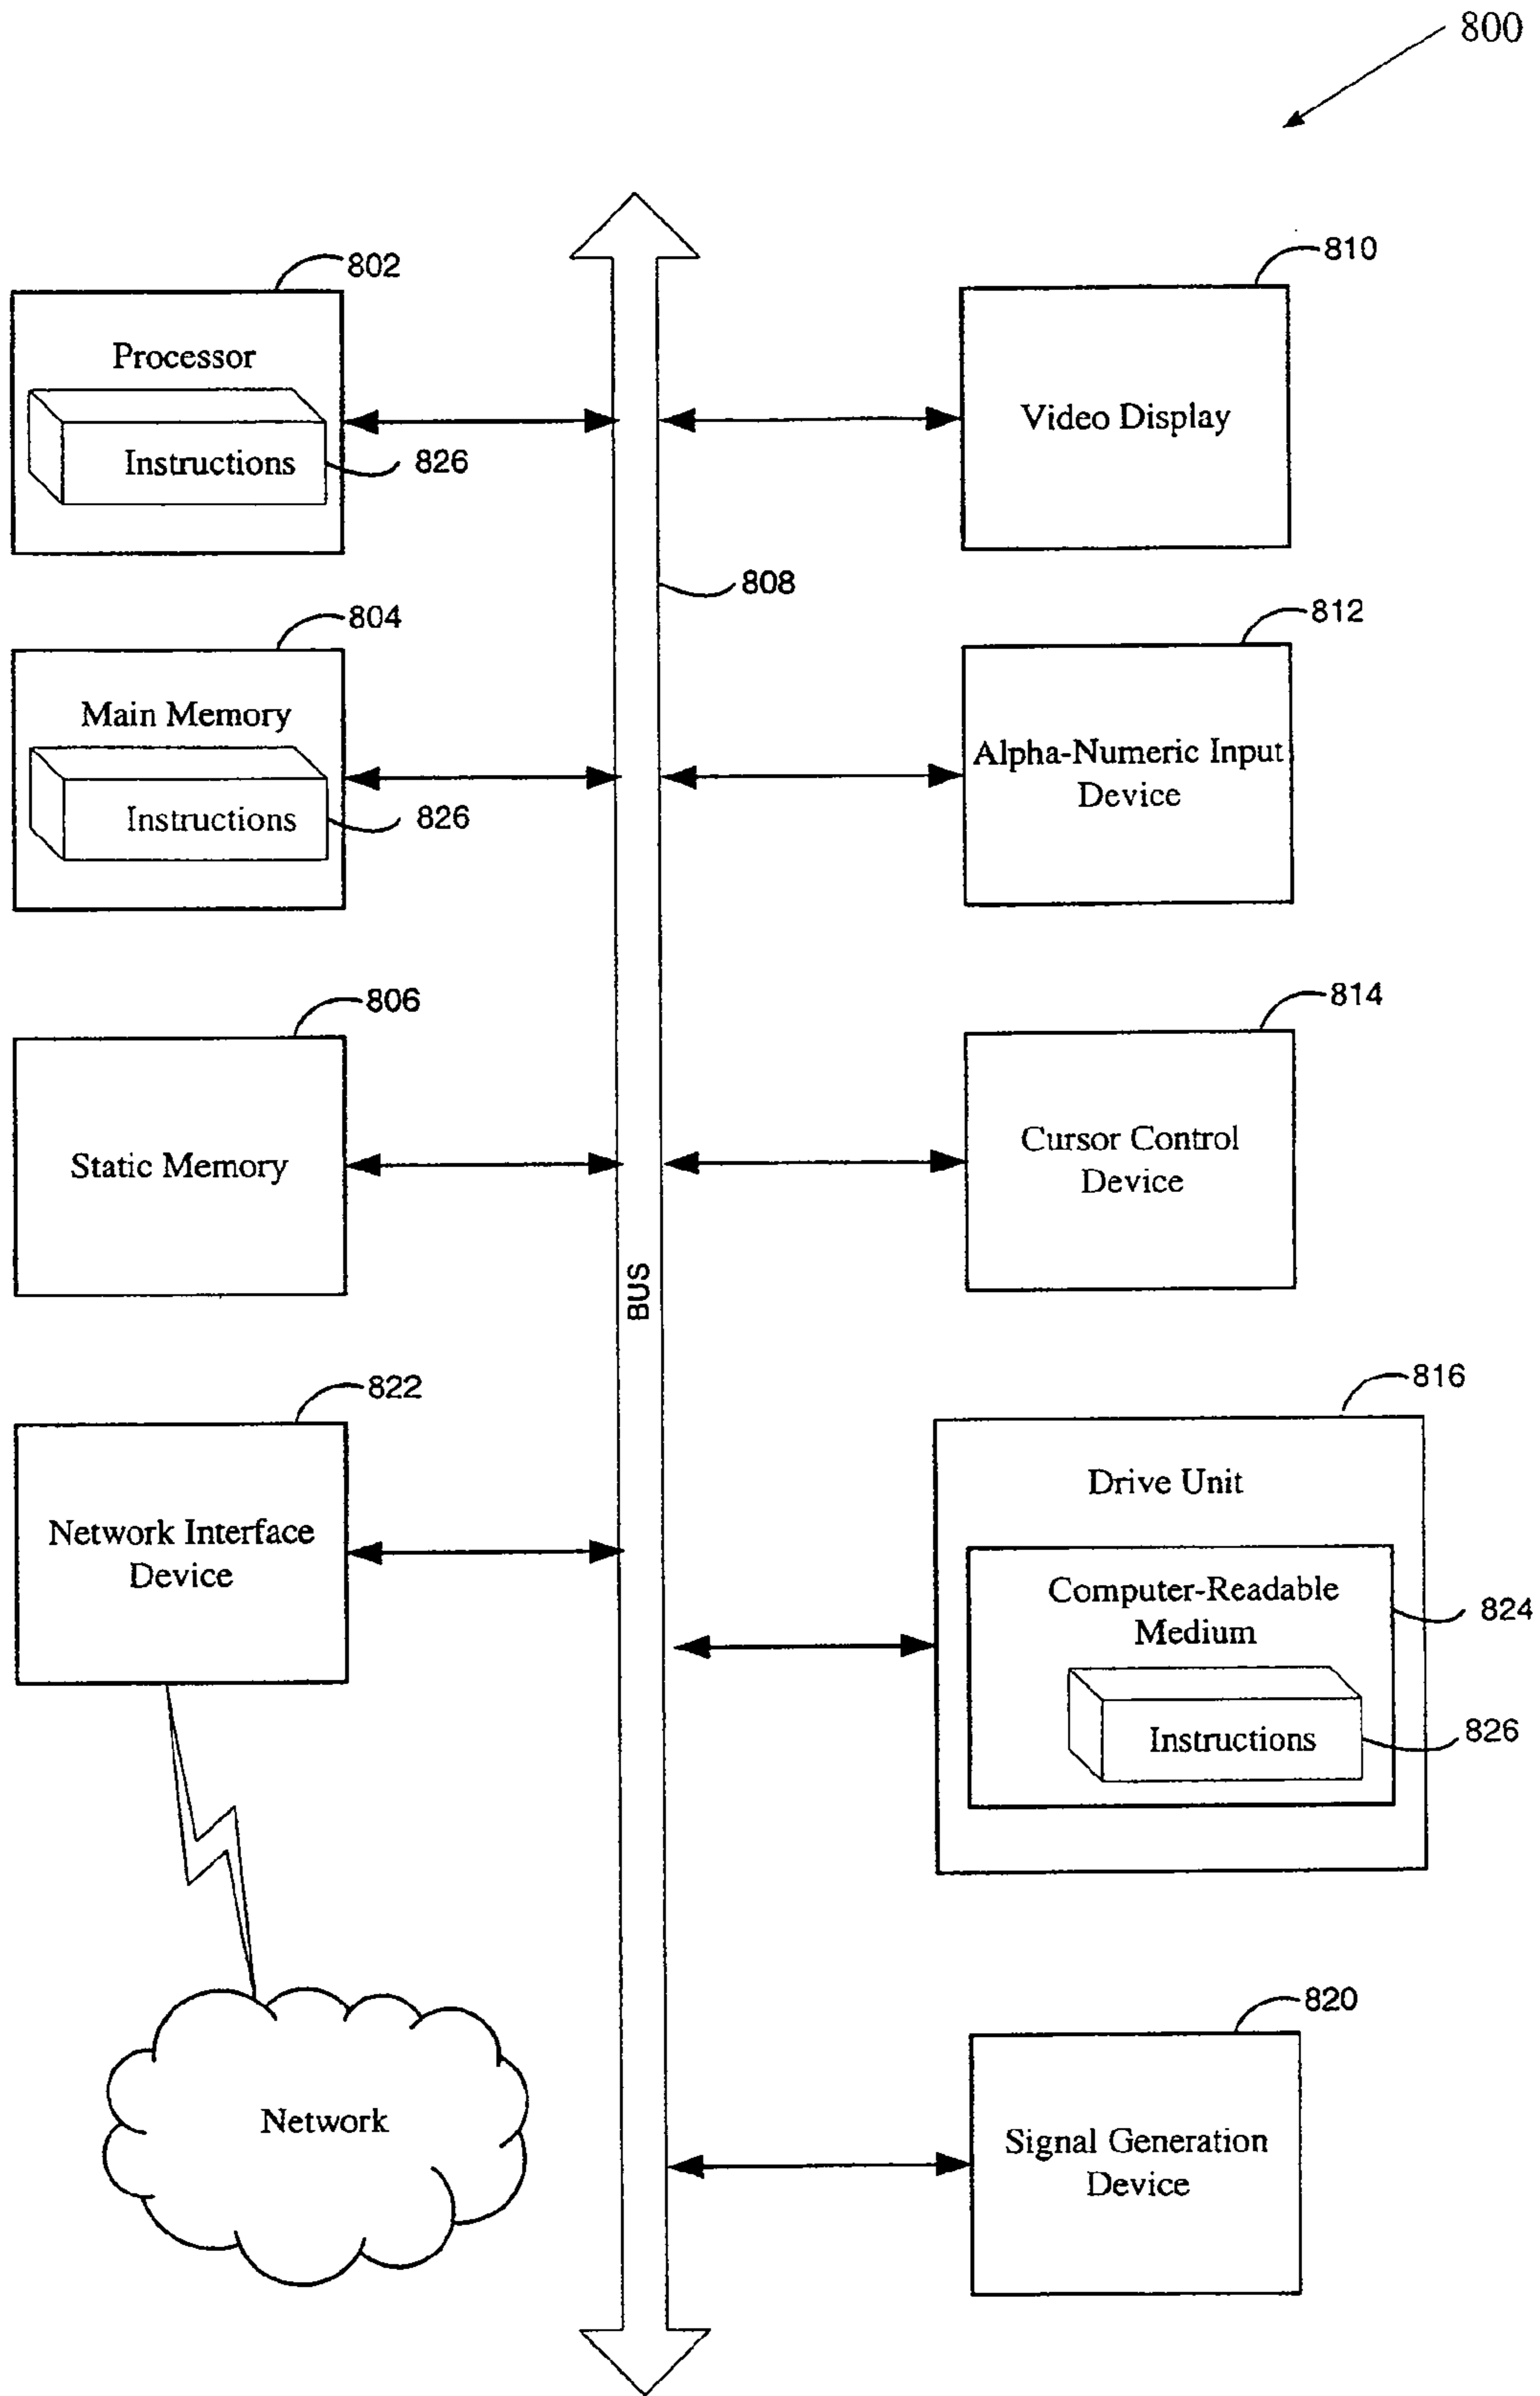 800
802
Processor
Instructions
826
810
Video Display
808
804
Main Memory
Instructions
826
812
Alpha-Numeric Input
Device
806
Static Memory
814
Cursor Control
Device
BUS
822
Network Interface
Device
816
Drive Unit
Computer-Readable
Medium
824
Instructions
826
Network
820
Signal Generation
Device